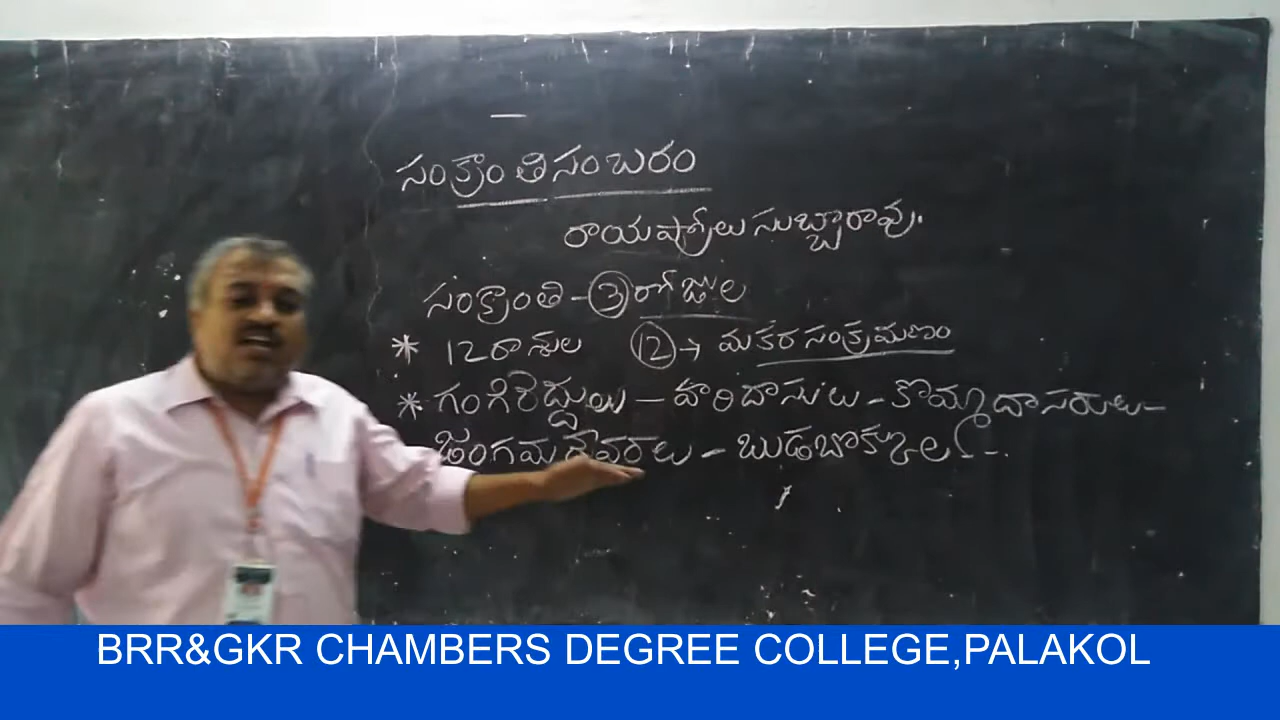 సంక్రాంతి సంబరం
రాయప్రోలు సుబ్బారావు.
సంక్రాంతి - 3 రోజుల
* 12 రాశుల 12 → మకర సంక్రమణం
* గంగిరెద్దులు - హరిదాసులు - కొమ్మదాసరులు -
జంగమదేవరలు - బుడబొక్కల
BRR&GKR CHAMBERS DEGREE COLLEGE,PALAKOL